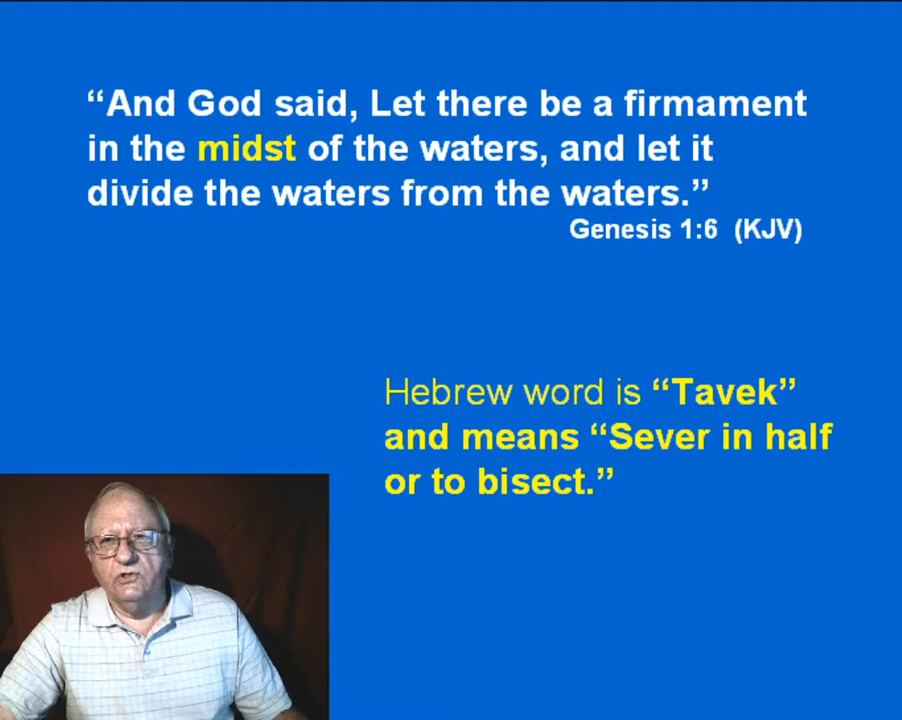 “And God said, Let there be a firmament
in the midst of the waters, and let it
divide the waters from the waters.”
Genesis 1:6 (KJV)
Hebrew word is “Tavek”
and means “Sever in half
or to bisect.”